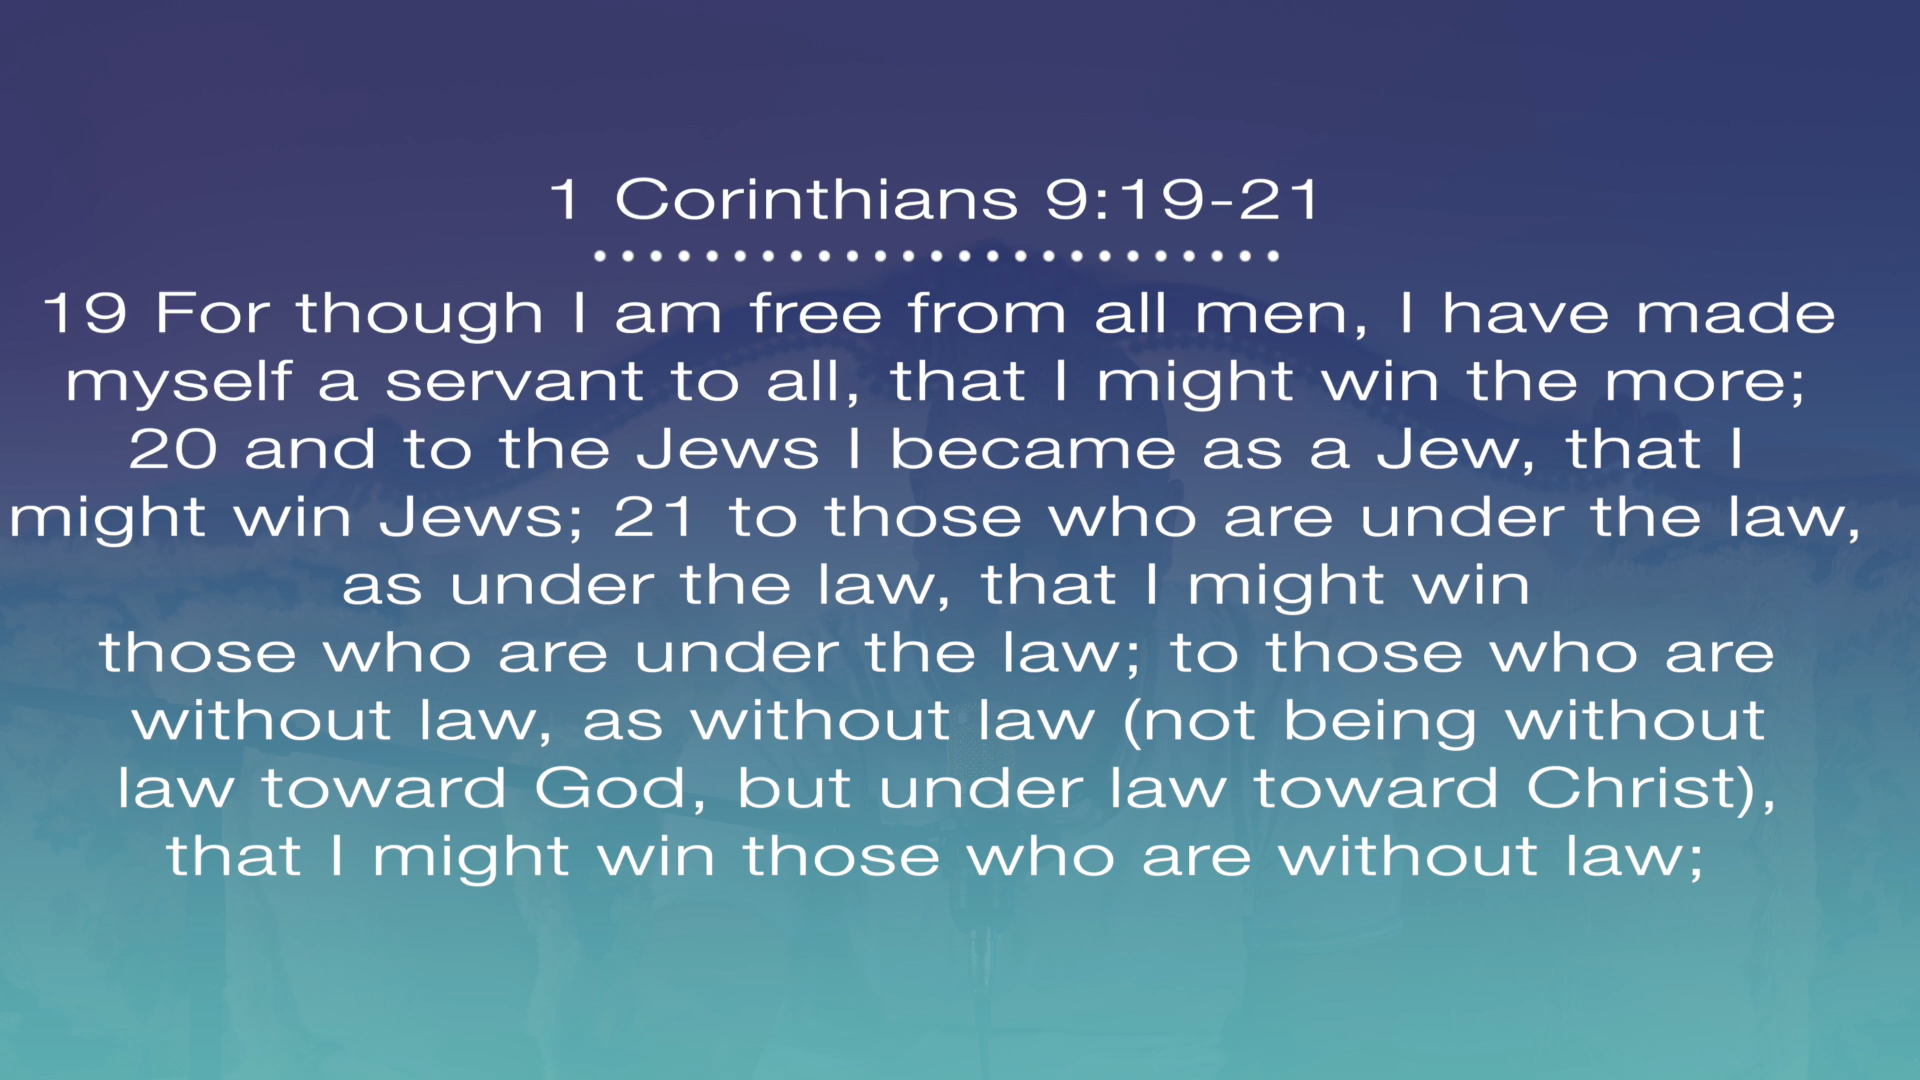 1 Corinthians 9:19-21
19 For though I am free from all men, I have made
myself a servant to all, that I might win the more;
20 and to the Jews I became as a Jew, that I
might win Jews; 21 to those who are under the law,
as under the law, that I might win
those who are under the law; to those who are
without law, as without law (not being without
law toward God, but under law toward Christ),
that I might win those who are without law;